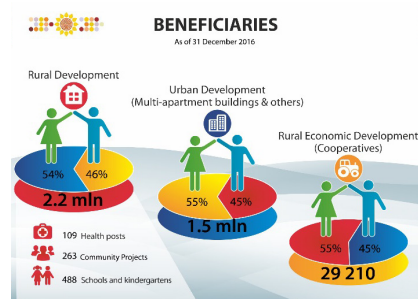 BENEFICIARIES
As of 31 December 2016
Rural Development
54% 46%
2.2 mln
Urban Development
(Multi-apartment buildings & others)
55% 45%
1.5 mln
Rural Economic Development
(Cooperatives)
55% 45%
29 210
109 Health posts
263 Community Projects
488 Schools and kindergartens